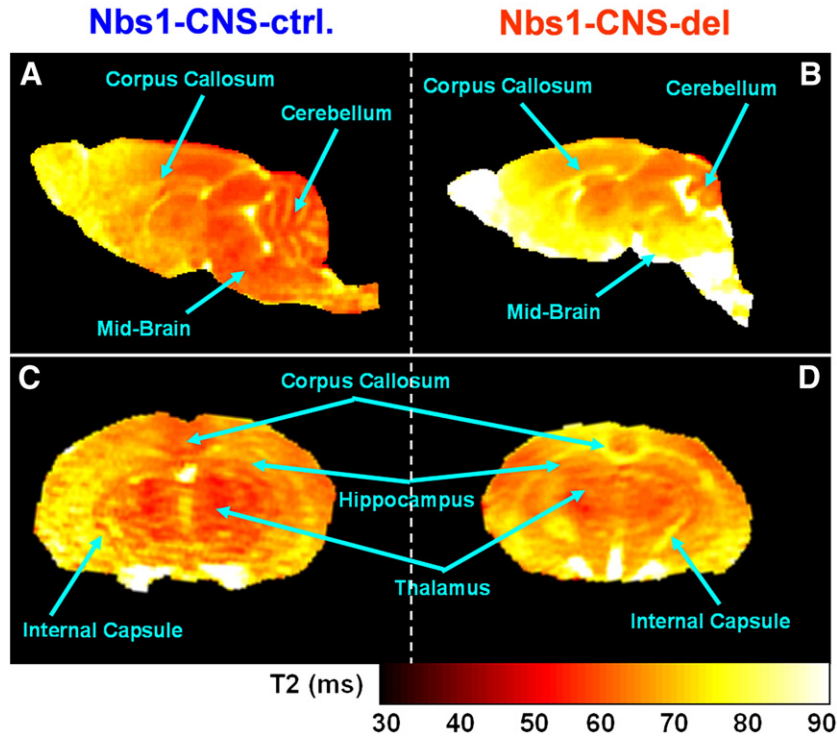 Nbs1-CNS-ctrl.
Nbs1-CNS-del
A
Corpus Callosum
Cerebellum
Mid-Brain
B
Corpus Callosum
Cerebellum
Mid-Brain
C
Corpus Callosum
D
Hippocampus
Thalamus
Internal Capsule
Internal Capsule
T2 (ms)
30 40 50 60 70 80 90